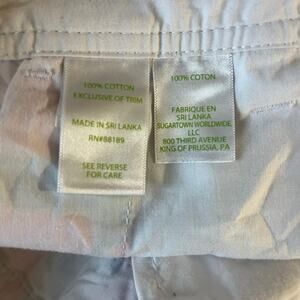 100% COTTON
EXCLUSIVE OF TRIM
MADE IN SRI LANKA
RN#88189
SEE REVERSE
FOR CARE
100% COTON
FABRIQUE EN
SRI LANKA
SUGARTOWN WORLDWIDE,
LLC
800 THIRD AVENUE
KING OF PRUSSIA, PA